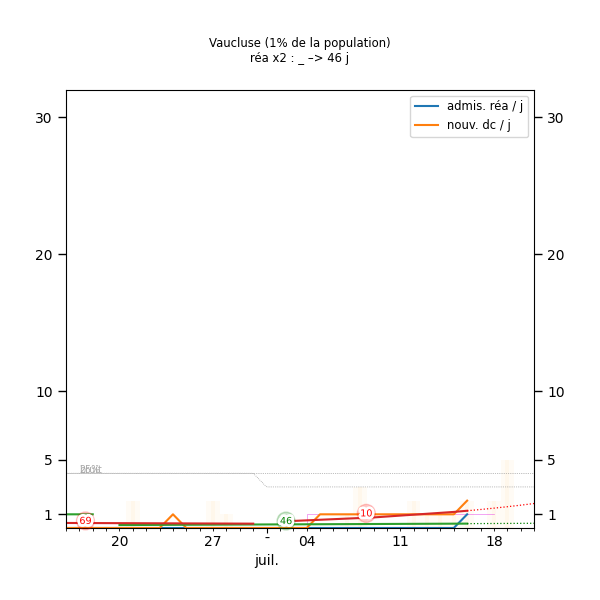 Vaucluse (1% de la population)
réa x2 : _ –> 46 j
admis. réa / j
nouv. dc / j
30 30
20 20
10 10
5 5
1 1
69 46 10
20 27 - 04 11 18
juil.